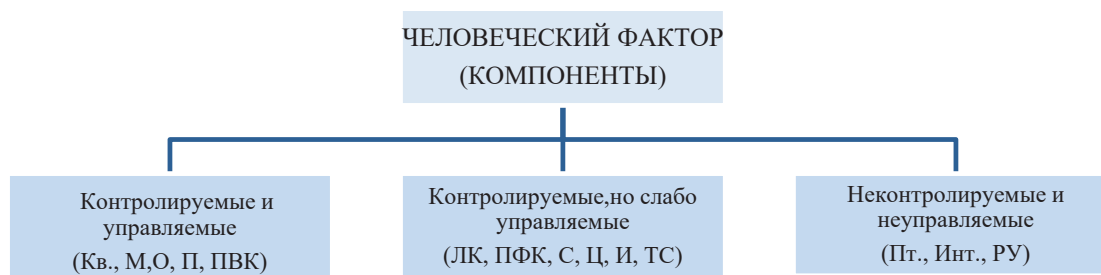 ЧЕЛОВЕЧЕСКИЙ ФАКТОР
(КОМПОНЕНТЫ)
Контролируемые и
управляемые
(Кв., М,О, П, ПВК)
Контролируемые,но слабо
управляемые
(ЛК, ПФК, С, Ц, И, ТС)
Неконтролируемые и
неуправляемые
(Пт., Инт., РУ)